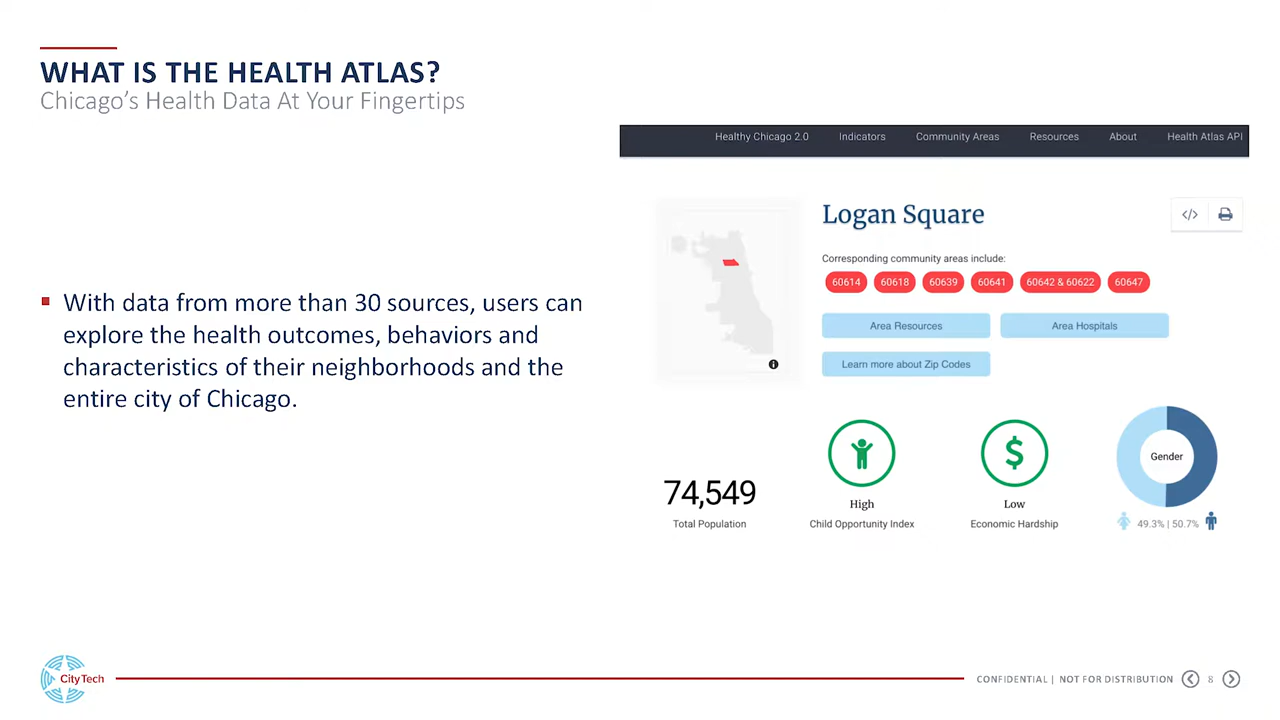 WHAT IS THE HEALTH ATLAS?
Chicago's Health Data At Your Fingertips
With data from more than 30 sources, users can
explore the health outcomes, behaviors and
characteristics of their neighborhoods and the
entire city of Chicago.
Healthy Chicago 2.0 Indicators Community Areas Resources About Health Atlas API
Logan Square
</>
Corresponding community areas include:
60614 60618 60639 60641 60642 & 60622 60647
Area Resources Area Hospitals
Learn more about Zip Codes
74,549
Total Population
High
Child Opportunity Index
$
Low
Economic Hardship
Gender
49.3% | 50.7%
CityTech
CONFIDENTIAL | NOT FOR DISTRIBUTION 8